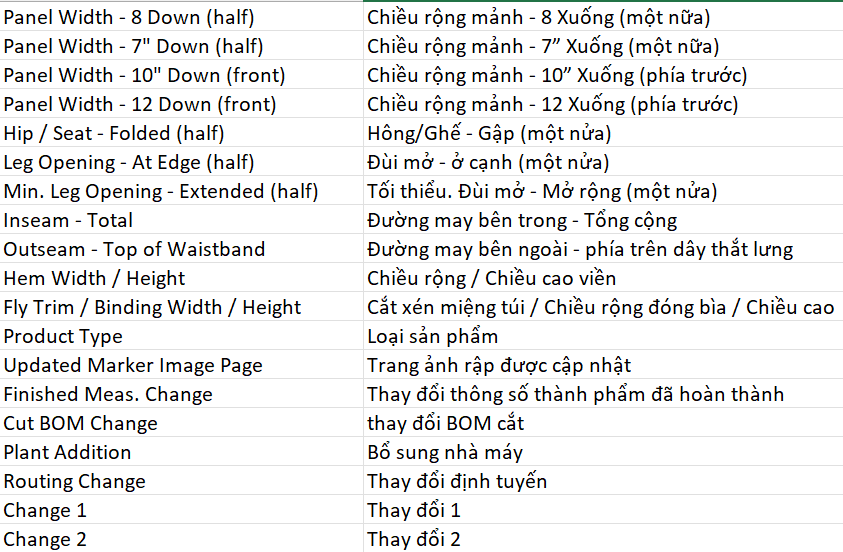 Panel Width - 8 Down (half) Chiều rộng mảnh - 8 Xuống (một nữa)
Panel Width - 7" Down (half) Chiều rộng mảnh - 7” Xuống (một nữa)
Panel Width - 10" Down (front) Chiều rộng mảnh - 10” Xuống (phía trước)
Panel Width - 12 Down (front) Chiều rộng mảnh - 12 Xuống (phía trước)
Hip / Seat - Folded (half) Hông/Ghế - Gập (một nửa)
Leg Opening - At Edge (half) Đùi mở - ở cạnh (một nửa)
Min. Leg Opening - Extended (half) Tối thiểu. Đùi mở - Mở rộng (một nửa)
Inseam - Total Đường may bên trong - Tổng cộng
Outseam - Top of Waistband Đường may bên ngoài - phía trên dây thắt lưng
Hem Width / Height Chiều rộng / Chiều cao viền
Fly Trim / Binding Width / Height Cắt xén miệng túi / Chiều rộng đóng bìa / Chiều cao
Product Type Loại sản phẩm
Updated Marker Image Page Trang ảnh rập được cập nhật
Finished Meas. Change Thay đổi thông số thành phẩm đã hoàn thành
Cut BOM Change thay đổi BOM cắt
Plant Addition Bổ sung nhà máy
Routing Change Thay đổi định tuyến
Change 1 Thay đổi 1
Change 2 Thay đổi 2